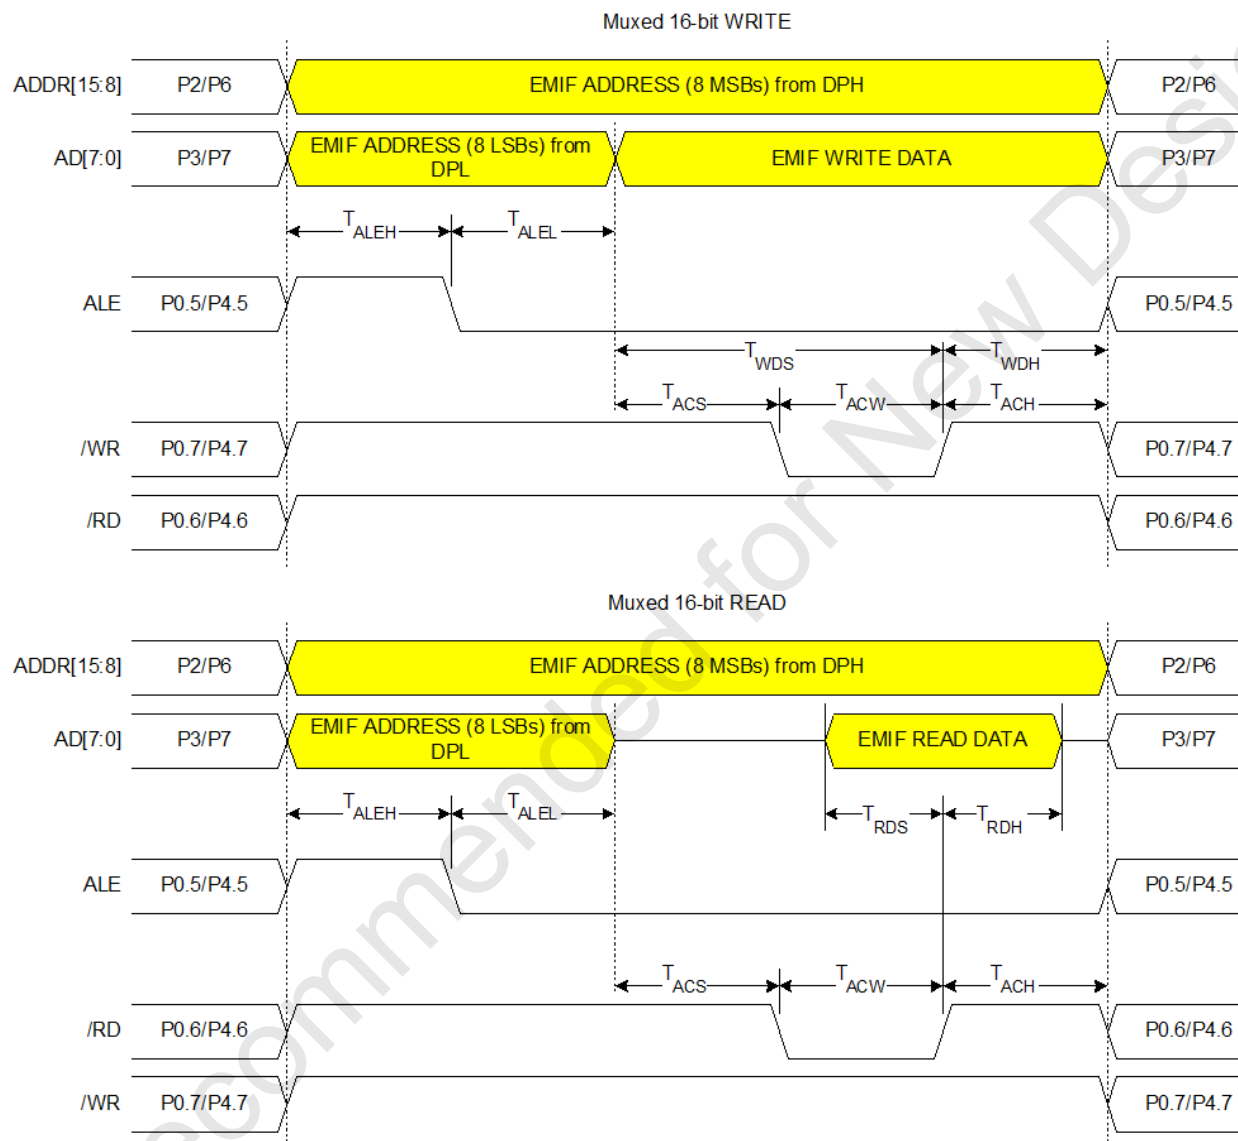 Muxed 16-bit WRITE
ADDR[15:8] P2/P6 EMIF ADDRESS (8 MSBs) from DPH P2/P6
AD[7:0] P3/P7 EMIF ADDRESS (8 LSBs) from DPL EMIF WRITE DATA P3/P7
TALEH TALEL
ALE P0.5/P4.5 P0.5/P4.5
TWDS TWDH
TACS TACW TACH
/WR P0.7/P4.7 P0.7/P4.7
/RD P0.6/P4.6 P0.6/P4.6
Muxed 16-bit READ
ADDR[15:8] P2/P6 EMIF ADDRESS (8 MSBs) from DPH P2/P6
AD[7:0] P3/P7 EMIF ADDRESS (8 LSBs) from DPL EMIF READ DATA P3/P7
TALEH TALEL TRDS TRDH
ALE P0.5/P4.5 P0.5/P4.5
TACS TACW TACH
/RD P0.6/P4.6 P0.6/P4.6
/WR P0.7/P4.7 P0.7/P4.7
ecommended for New Desig